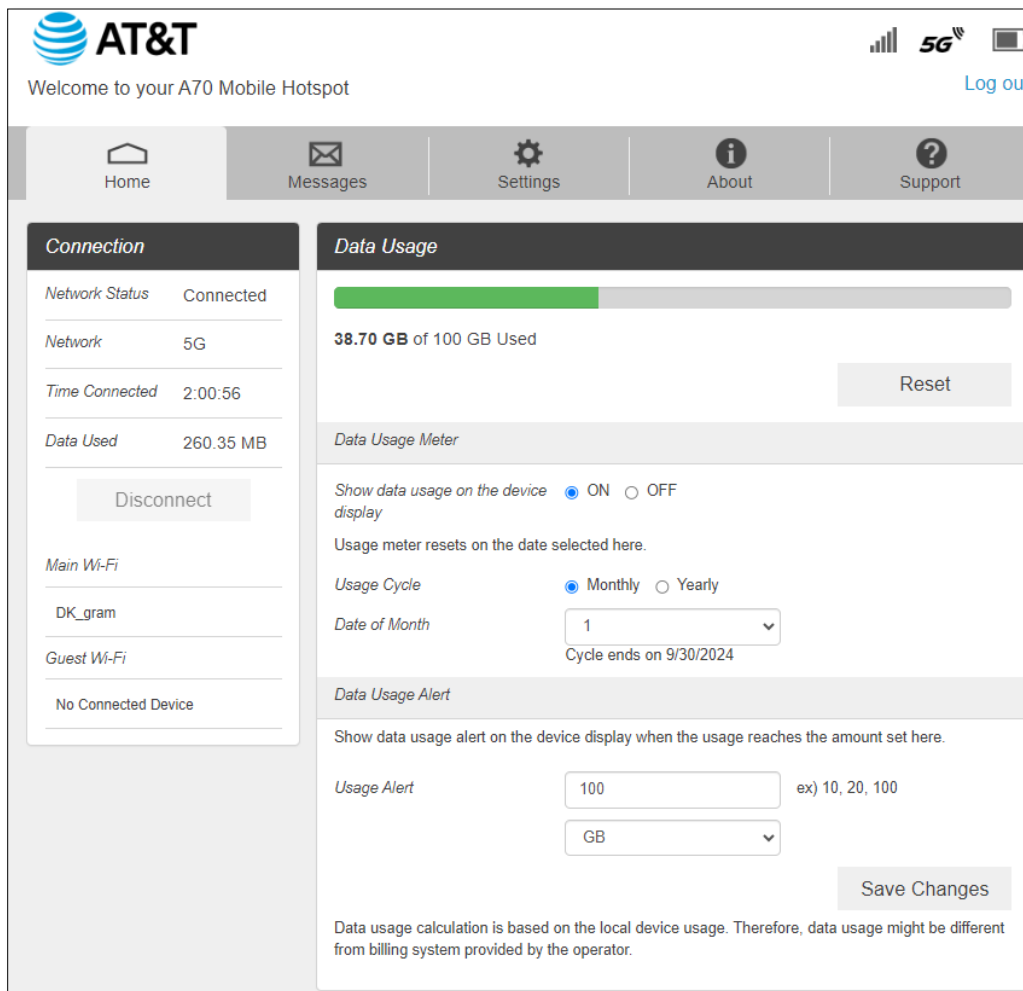 AT&T
5G
Welcome to your A70 Mobile Hotspot
Log ou
Home
Messages
Settings
About
Support
Connection
Network Status Connected
Network 5G
Time Connected 2:00:56
Data Used 260.35 MB
Disconnect
Main Wi-Fi
DK_gram
Guest Wi-Fi
No Connected Device
Data Usage
38.70 GB of 100 GB Used
Reset
Data Usage Meter
Show data usage on the device
display
ON OFF
Usage meter resets on the date selected here.
Usage Cycle Monthly Yearly
Date of Month 1
Cycle ends on 9/30/2024
Data Usage Alert
Show data usage alert on the device display when the usage reaches the amount set here.
Usage Alert 100 ex) 10, 20, 100
GB
Save Changes
Data usage calculation is based on the local device usage. Therefore, data usage might be different
from billing system provided by the operator.